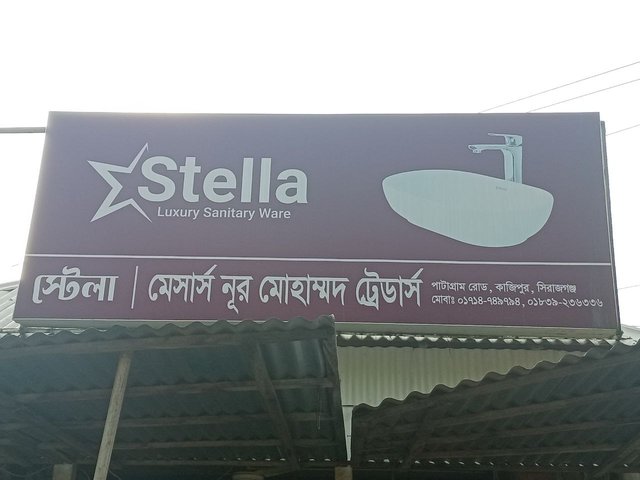 Stella
Luxury Sanitary Ware
স্টেলা | মেসার্স নূর মোহাম্মদ ট্রেডার্স
পাটাগ্রাম রোড, কাজিপুর, সিরাজগঞ্জ
মোবাঃ ০১৭১৪-৭৪৯৭৯৪, ০১৮৩৯-২৩৬৩৩৬